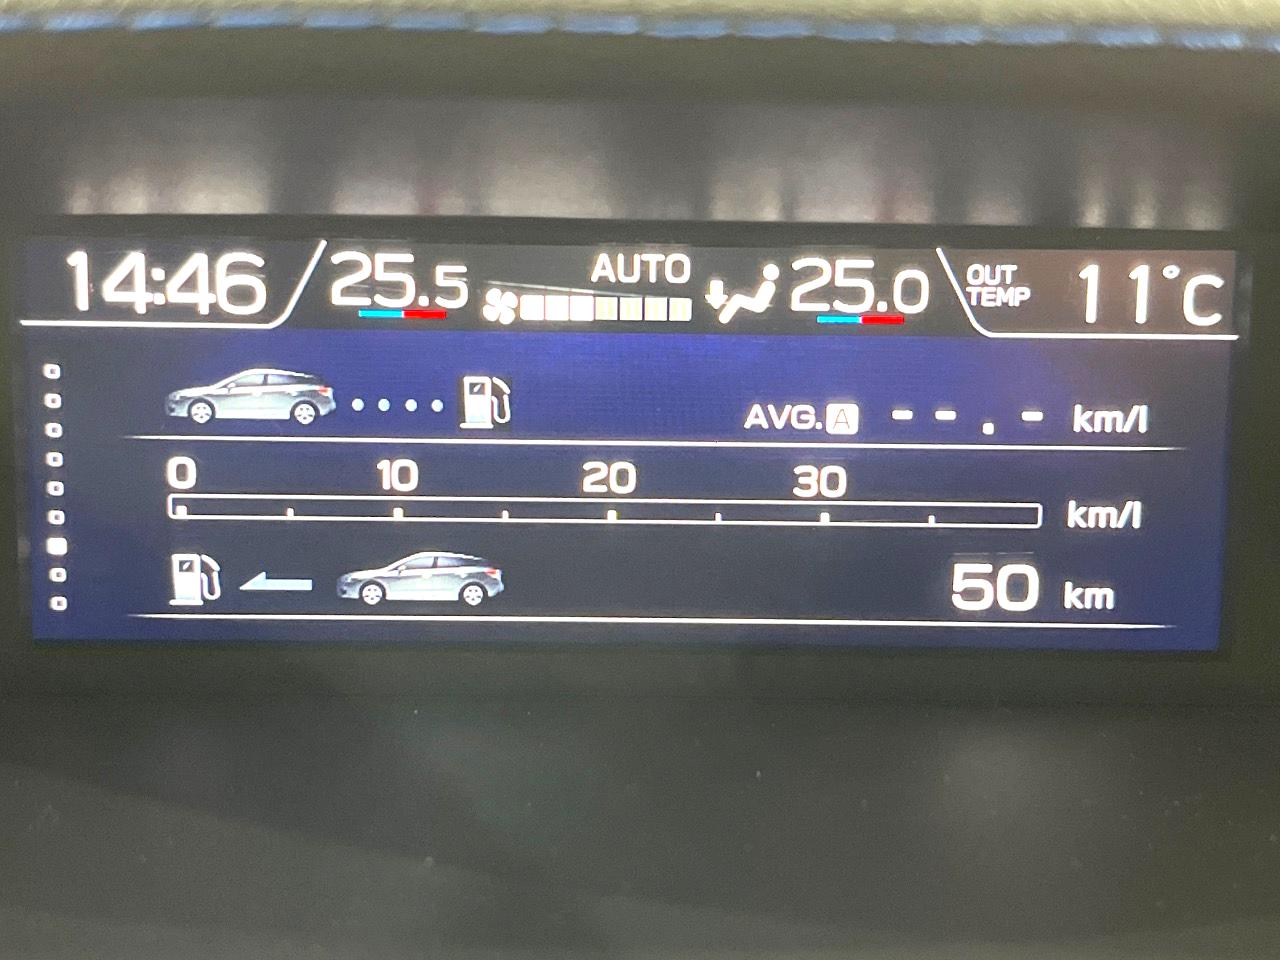 14:46 25.5 AUTO 25.0 OUT TEMP 11°C
AVG.A --.- km/l
0 10 20 30
km/l
50 km